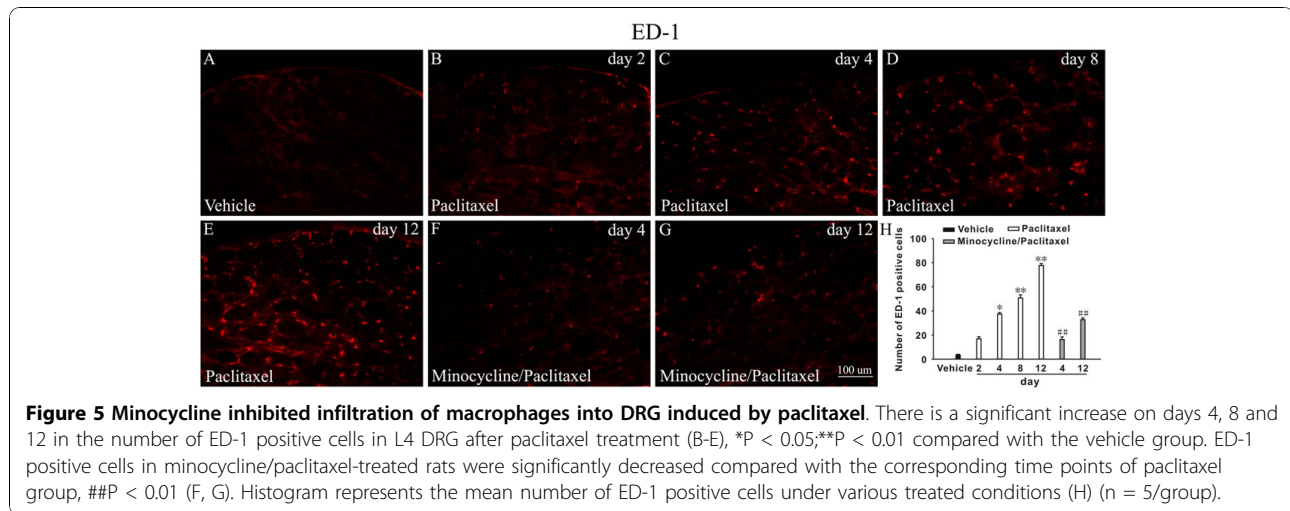 ED-1
A
Vehicle
B day 2
Paclitaxel
C day 4
Paclitaxel
D day 8
Paclitaxel
E day 12
Paclitaxel
F day 4
Minocycline/Paclitaxel
G day 12
Minocycline/Paclitaxel
100 um
H
Vehicle Paclitaxel
Minocycline/Paclitaxel
Number of ED-1 positive cells
100
80
60
40
20
0
* ** ** ## ##
Vehicle 2 4 8 12 4 12
day
Figure 5 Minocycline inhibited infiltration of macrophages into DRG induced by paclitaxel. There is a significant increase on days 4, 8 and
12 in the number of ED-1 positive cells in L4 DRG after paclitaxel treatment (B-E), *P < 0.05;**P < 0.01 compared with the vehicle group. ED-1
positive cells in minocycline/paclitaxel-treated rats were significantly decreased compared with the corresponding time points of paclitaxel
group, ##P < 0.01 (F, G). Histogram represents the mean number of ED-1 positive cells under various treated conditions (H) (n = 5/group).